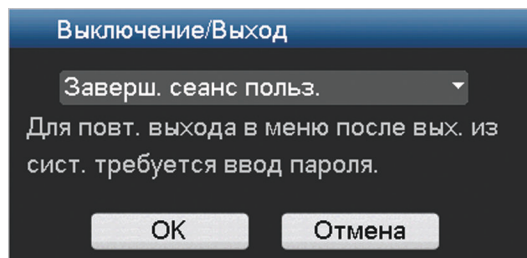 Выключение/Выход
Заверш. сеанс польз.
Для повт. выхода в меню после вых. из
сист. требуется ввод пароля.
OK
Отмена